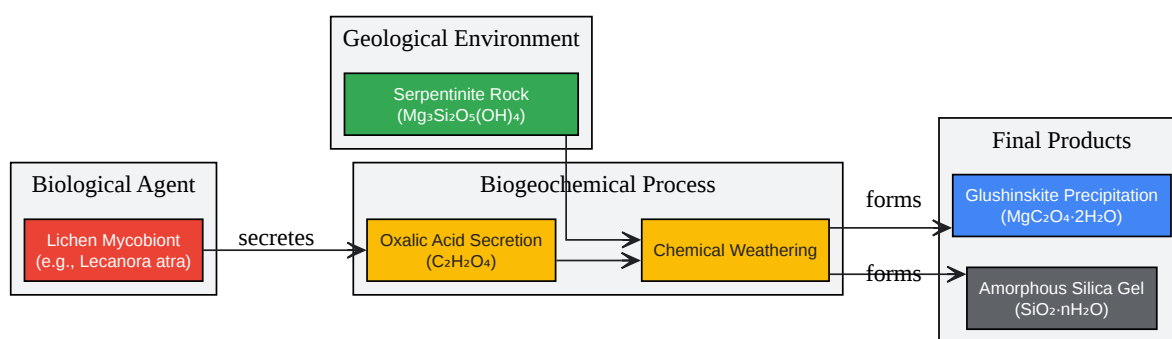 Geological Environment
Serpentinite Rock
(Mg₃Si₂O₅(OH)₄)
Biological Agent
Lichen Mycobiont
(e.g., Lecanora atra)
secretes
Biogeochemical Process
Oxalic Acid Secretion
(C₂H₂O₄)
Chemical Weathering
forms
forms
Final Products
Glushinskite Precipitation
(MgC₂O₄·2H₂O)
Amorphous Silica Gel
(SiO₂·nH₂O)